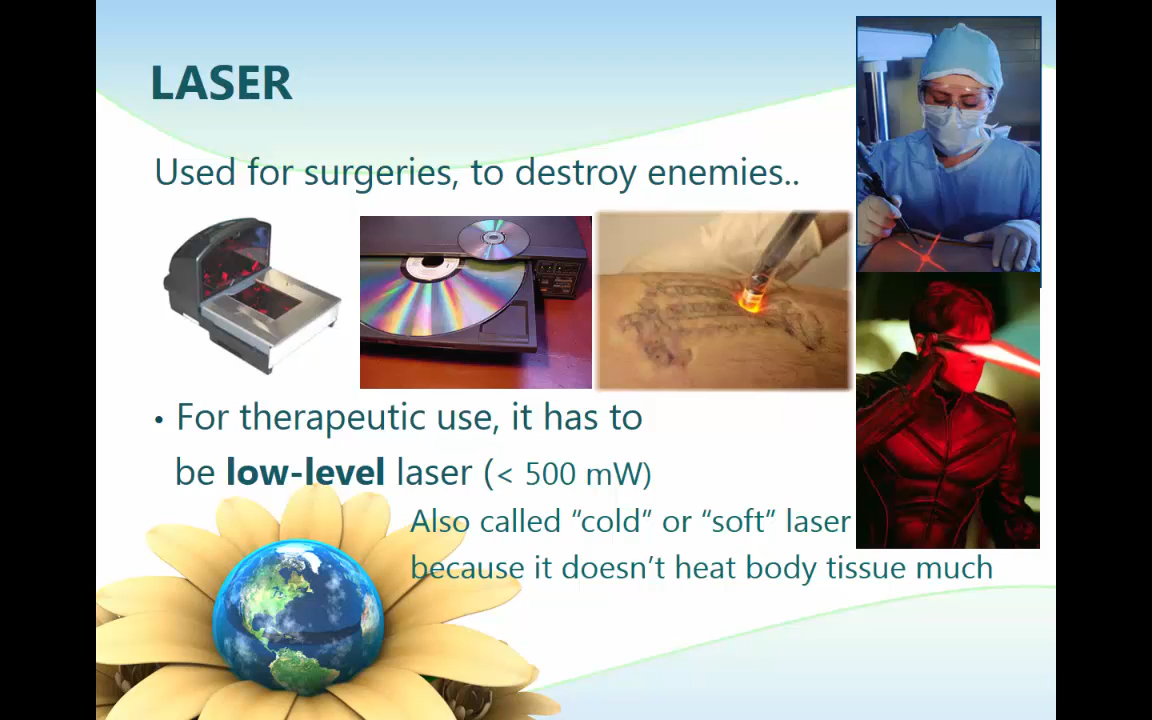 LASER
Used for surgeries, to destroy enemies..
• For therapeutic use, it has to
be low-level laser (< 500 mW)
Also called “cold” or “soft” laser
because it doesn’t heat body tissue much